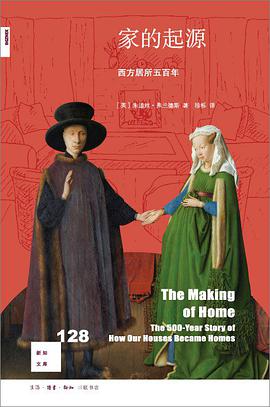 家的起源
西方居所五百年
[英] 朱迪丝·弗兰德斯 著 珍栎 译
The Making
of Home
The 500-Year Story of
How Our Houses Became Homes
128
新知
文库
生活·讀書·新知 三联书店